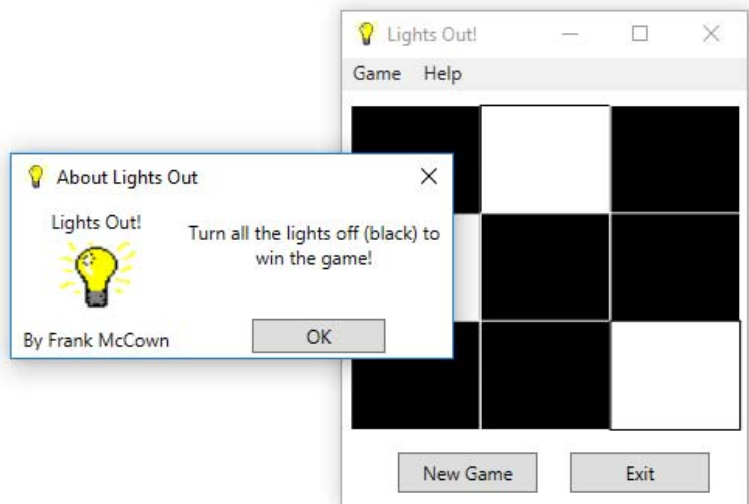 Lights Out!
Game Help
About Lights Out
Lights Out!
Turn all the lights off (black) to
win the game!
By Frank McCown
OK
New Game
Exit